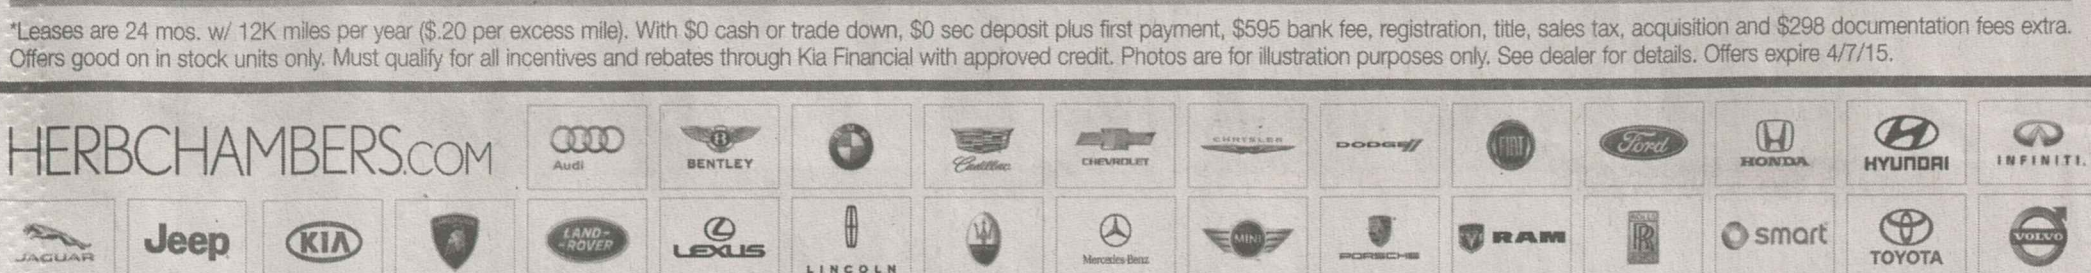 *Leases are 24 mos. w/ 12K miles per year ($.20 per excess mile). With $0 cash or trade down, $0 sec deposit plus first payment, $595 bank fee, registration, title, sales tax, acquisition and $298 documentation fees extra.
Offers good on in stock units only. Must qualify for all incentives and rebates through Kia Financial with approved credit. Photos are for illustration purposes only. See dealer for details. Offers expire 4/7/15.
HERBCHAMBERS.COM Audi BENTLEY Cadillac CHEVROLET CHRYSLER DODGE FIAT Ford HONDA HYUNDAI INFINITI.
JAGUAR Jeep KIA LAND-ROVER LEXUS LINCOLN Mercedes-Benz MINI PORSCHE RAM smart TOYOTA VOLVO